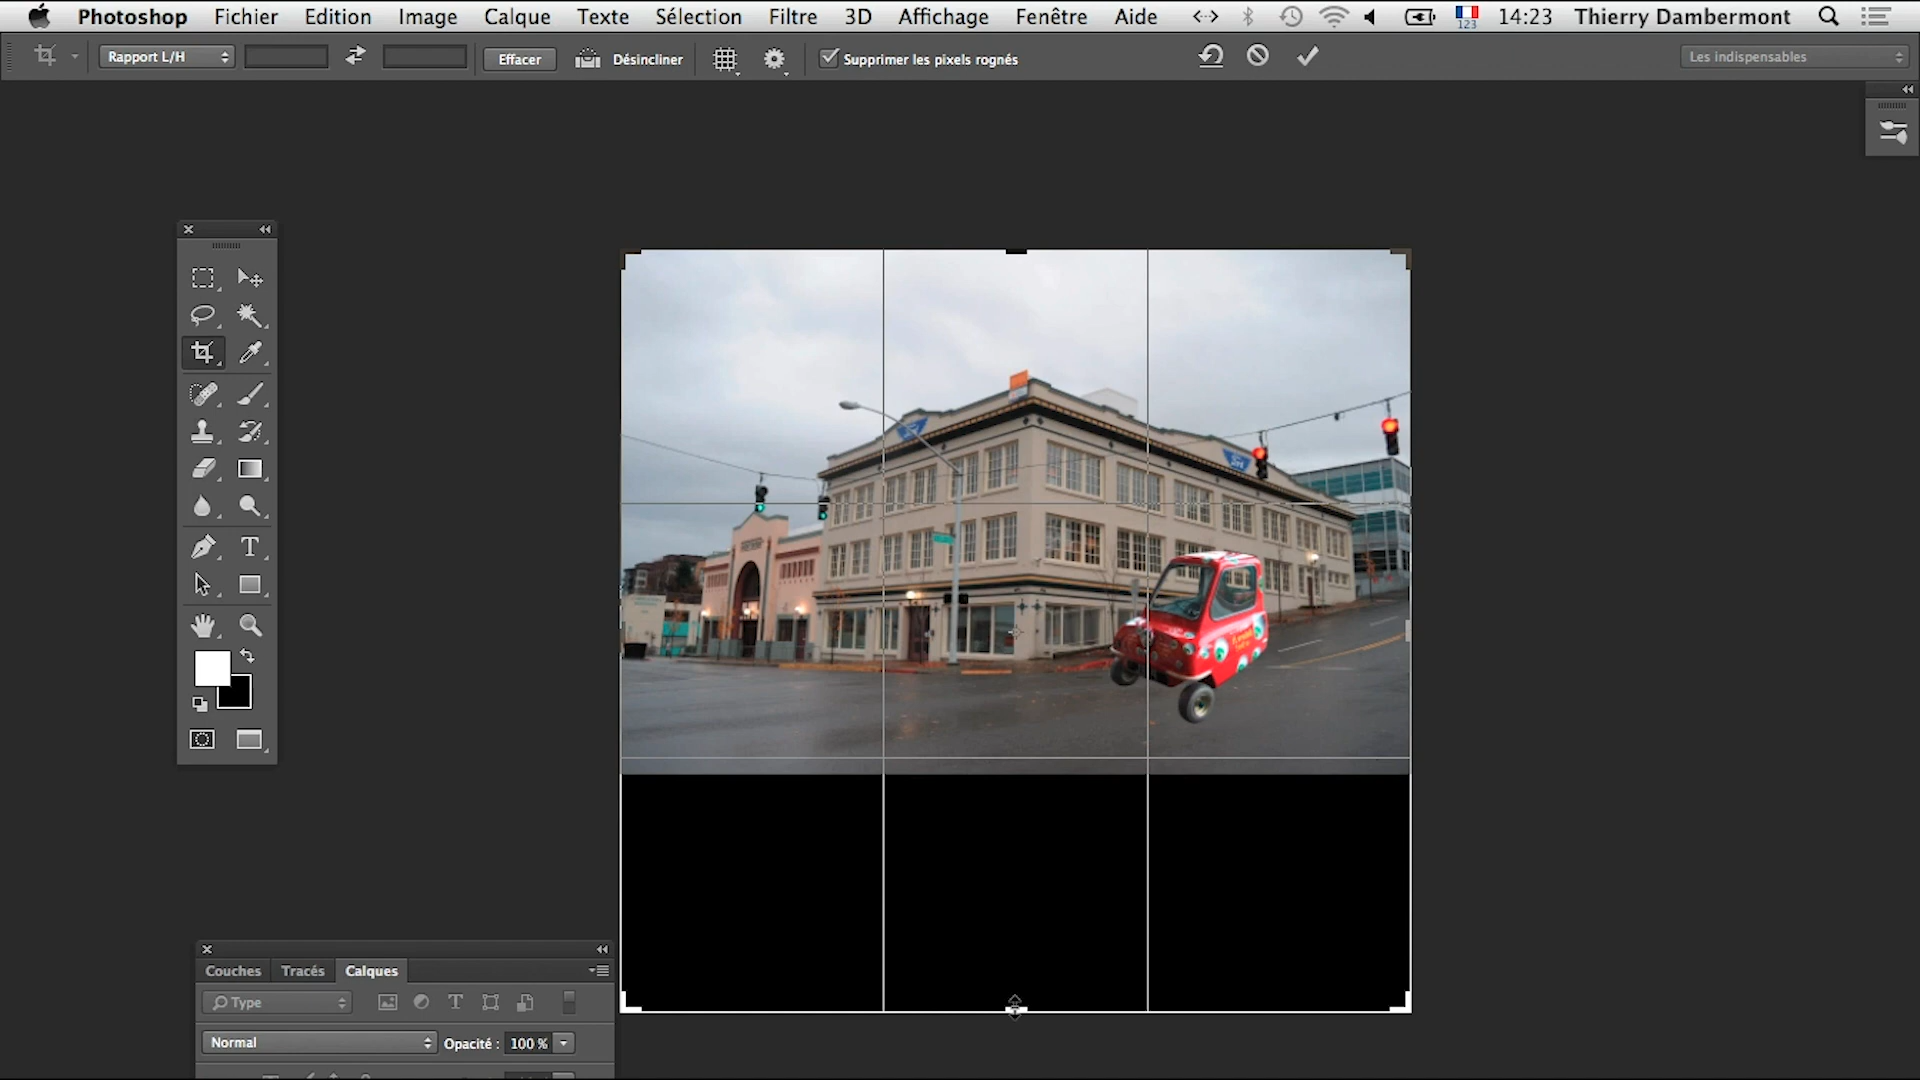 Photoshop Fichier Edition Image Calque Texte Sélection Filtre 3D Affichage Fenêtre Aide 123 14:23 Thierry Dambermont
Rapport L/H Effacer Désincliner Supprimer les pixels rognés Les indispensables
T
Couches Tracés Calques
Type T
Normal Opacité : 100 %